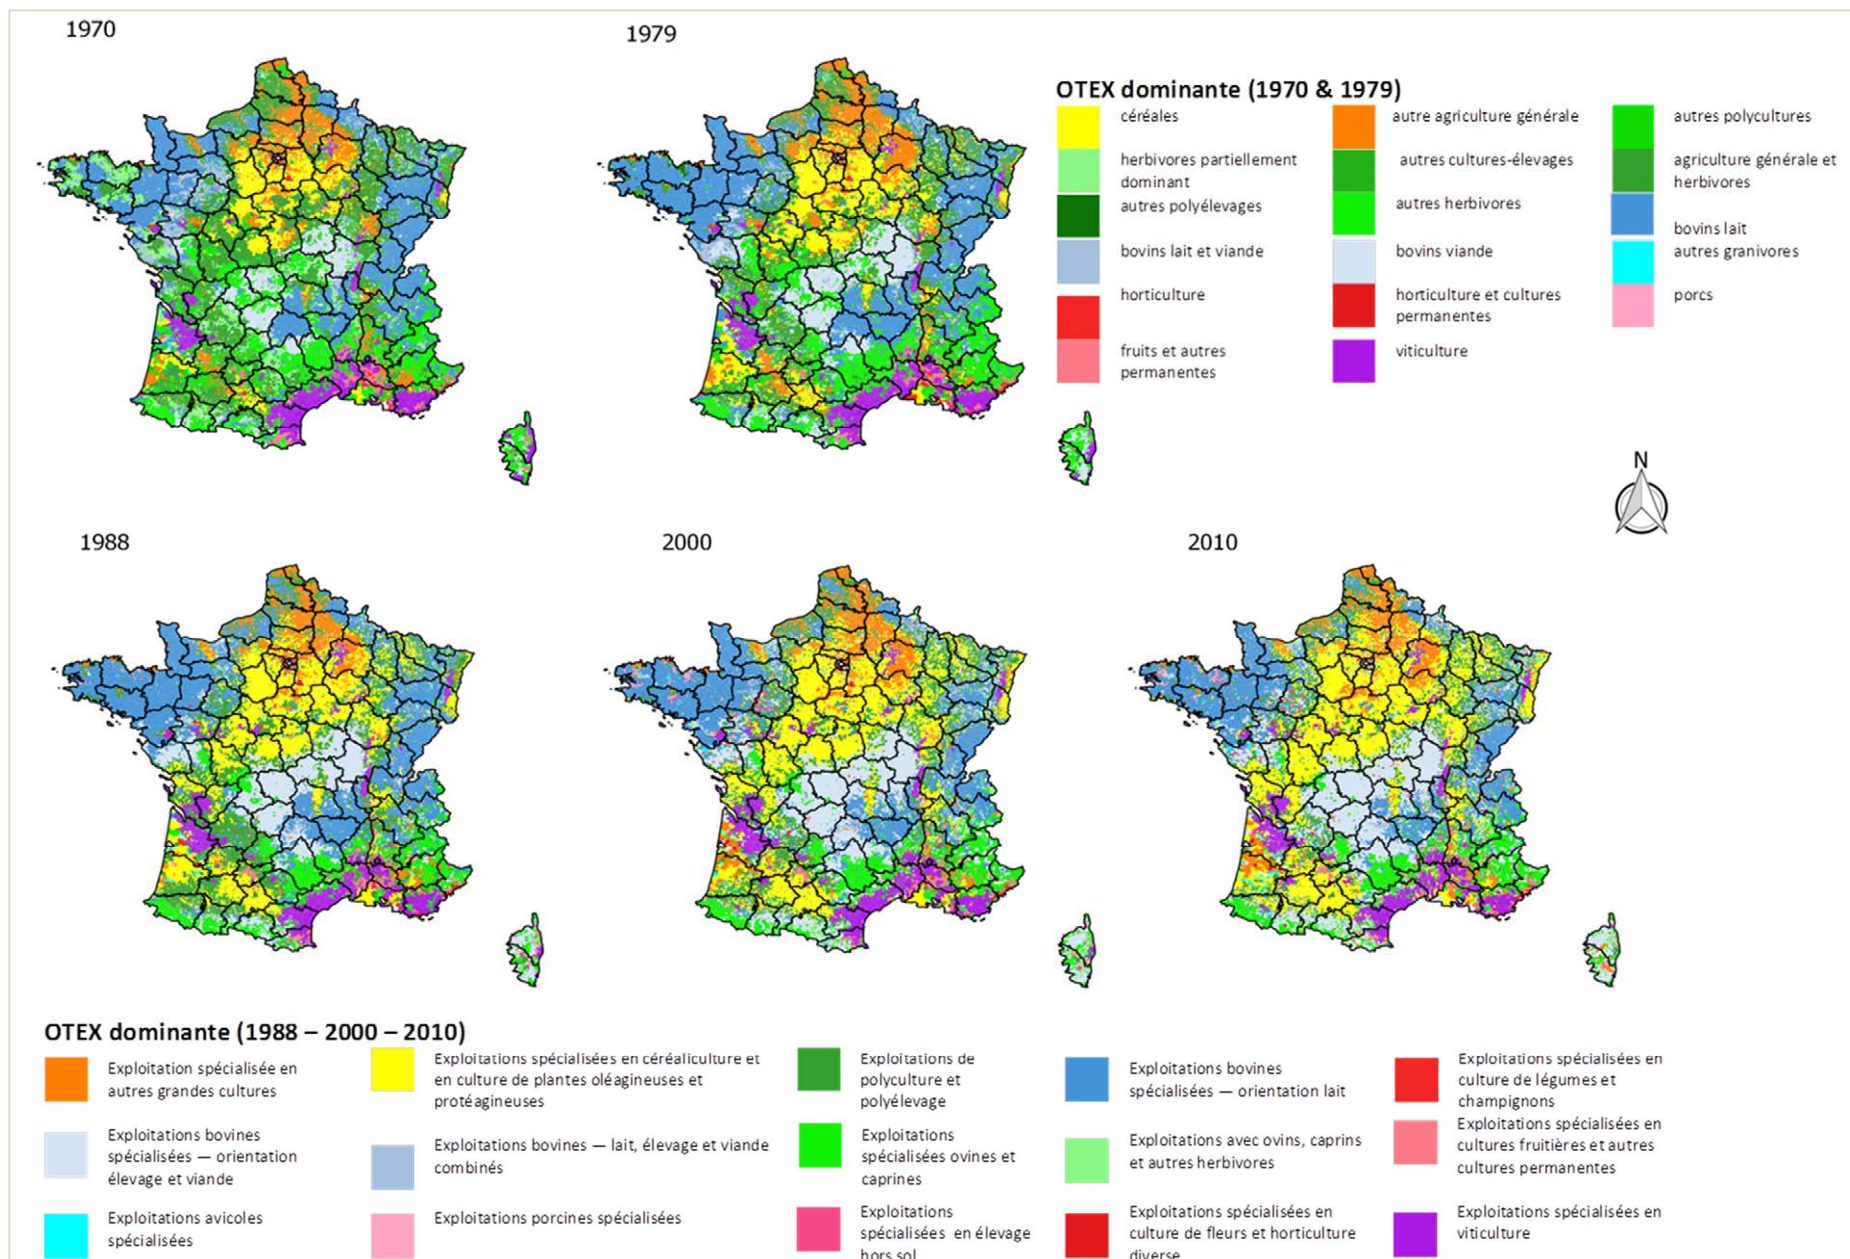 1970
1979
OTEX dominante (1970 & 1979)
céréales
autre agriculture générale
autres polycultures
herbivores partiellement
dominant
autres cultures-élevages
agriculture générale et
herbivores
autres polyélevages
autres herbivores
bovins lait
bovins lait et viande
bovins viande
autres granivores
horticulture
horticulture et cultures
permanentes
porcs
fruits et autres
permanentes
viticulture
N
1988
2000
2010
OTEX dominante (1988 – 2000 – 2010)
Exploitation spécialisée en
autres grandes cultures
Exploitations spécialisées en céréaliculture et
en culture de plantes oléagineuses et
protéagineuses
Exploitations de
polyculture et
polyélevage
Exploitations bovines
spécialisées — orientation lait
Exploitations spécialisées en
culture de légumes et
champignons
Exploitations bovines
spécialisées — orientation
élevage et viande
Exploitations bovines — lait, élevage et viande
combinés
Exploitations
spécialisées ovines et
caprines
Exploitations avec ovins, caprins
et autres herbivores
Exploitations spécialisées en
cultures fruitières et autres
cultures permanentes
Exploitations avicoles
spécialisées
Exploitations porcines spécialisées
Exploitations
spécialisées en élevage
hors sol
Exploitations spécialisées en
culture de fleurs et horticulture
diverse
Exploitations spécialisées en
viticulture